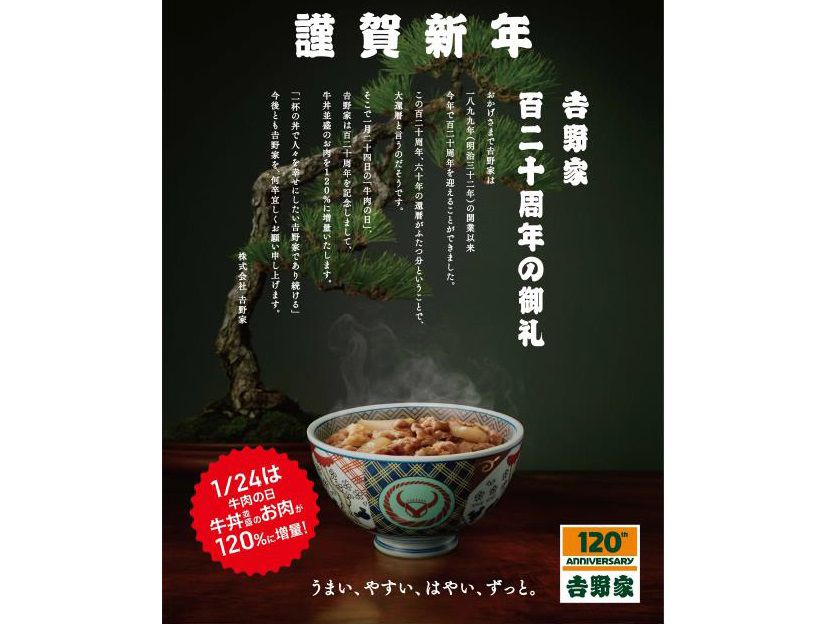 謹賀新年
吉野家
百二十周年の御礼
おかげさまで吉野家は
一八九九年(明治三十二年)の開業以来
今年で百二十周年を迎えることができました。
この百二十周年、六十年の還暦がふたつ分ということで、
大還暦と言うのだそうです。
そこで一月二十四日の「牛肉の日」、
吉野家は百二十周年を記念しまして、
牛丼並盛のお肉を120%に増量いたします。
「一杯の丼で人々を幸せにしたい吉野家であり続ける」
今後とも吉野家を、何卒宜しくお願い申し上げます。
株式会社 吉野家
1/24は
牛肉の日
牛丼並盛のお肉が
120%に増量!
うまい、やすい、はやい、ずっと。
120th
ANNIVERSARY
吉野家